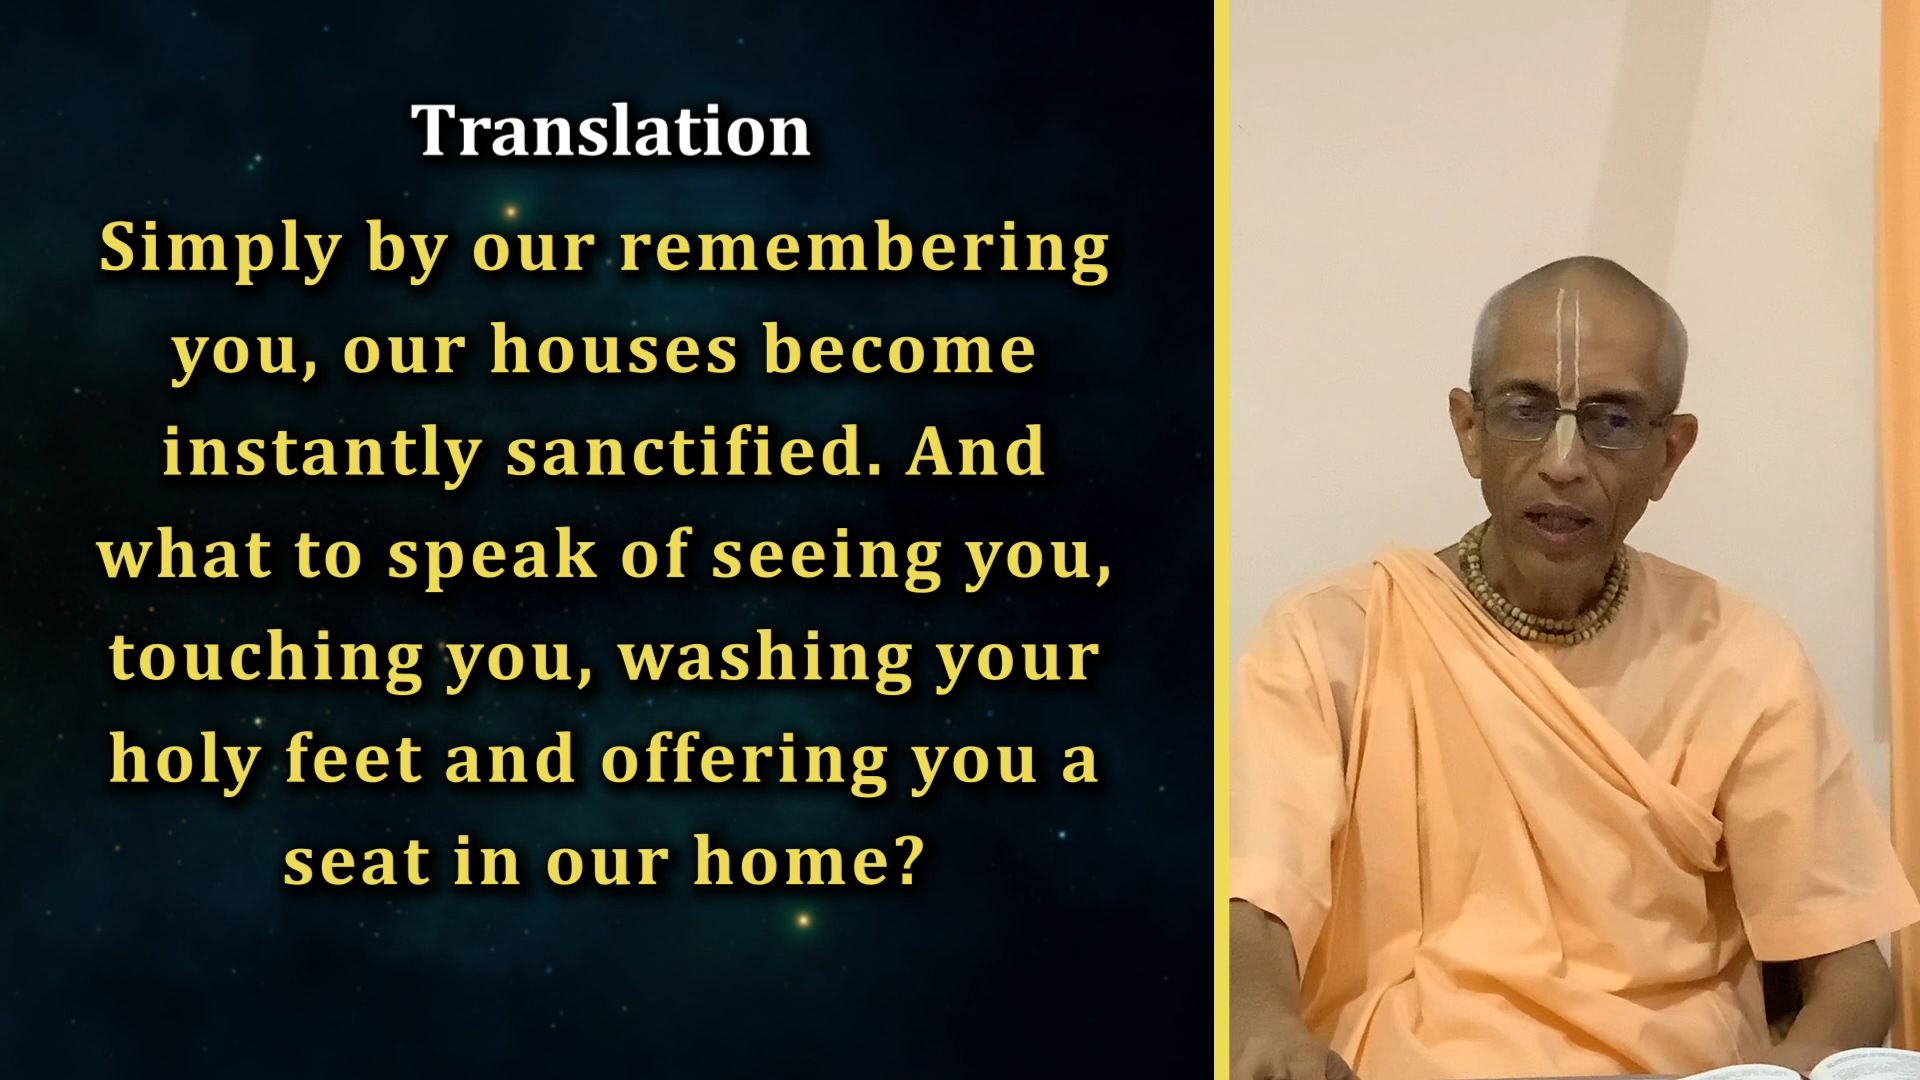 Translation
Simply by our remembering
you, our houses become
instantly sanctified. And
what to speak of seeing you,
touching you, washing your
holy feet and offering you a
seat in our home?